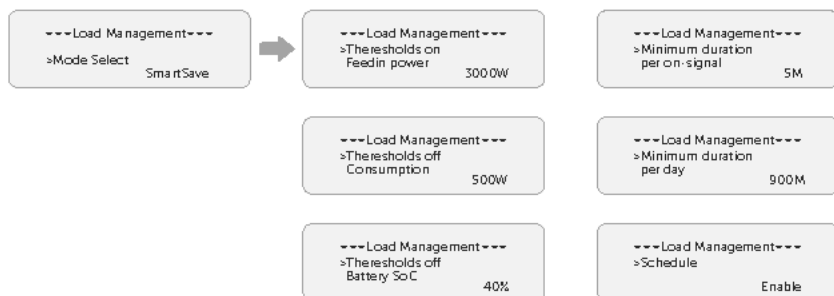 ---Load Management---
>Mode Select
SmartSave
---Load Management---
>Theresholds on
Feedin power
3000W
---Load Management---
>Minimum duration
per on-signal
5M
---Load Management---
>Theresholds off
Consumption
500W
---Load Management---
>Minimum duration
per day
900M
---Load Management---
>Theresholds off
Battery SoC
40%
---Load Management---
>Schedule
Enable